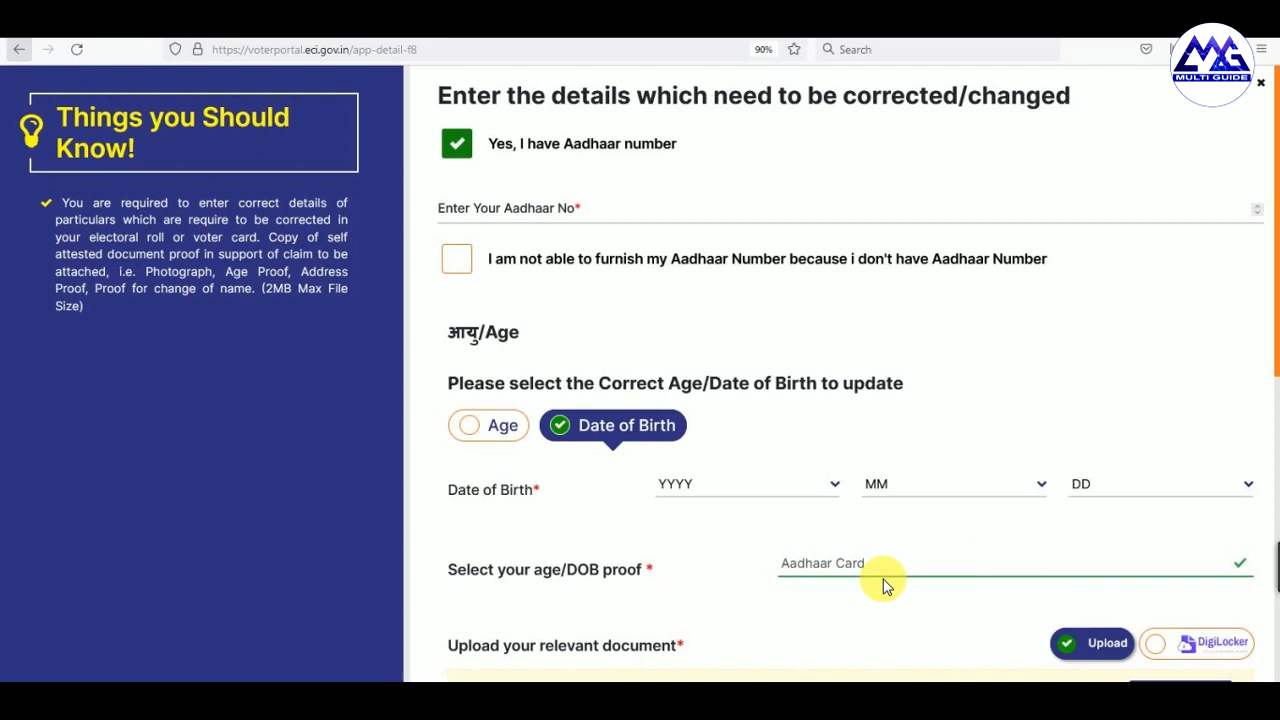 https://voterportal.eci.gov.in/app-detail-f8
90%
Search
MG
MULTI GUIDE
Things you Should
Know!
You are required to enter correct details of
particulars which are require to be corrected in
your electoral roll or voter card. Copy of self
attested document proof in support of claim to be
attached, i.e. Photograph, Age Proof, Address
Proof, Proof for change of name. (2MB Max File
Size)
Enter the details which need to be corrected/changed
Yes, I have Aadhaar number
Enter Your Aadhaar No*
I am not able to furnish my Aadhaar Number because i don't have Aadhaar Number
आयु/Age
Please select the Correct Age/Date of Birth to update
Age
Date of Birth
Date of Birth*
YYYY
MM
DD
Select your age/DOB proof *
Aadhaar Card
Upload your relevant document*
Upload
DigiLocker